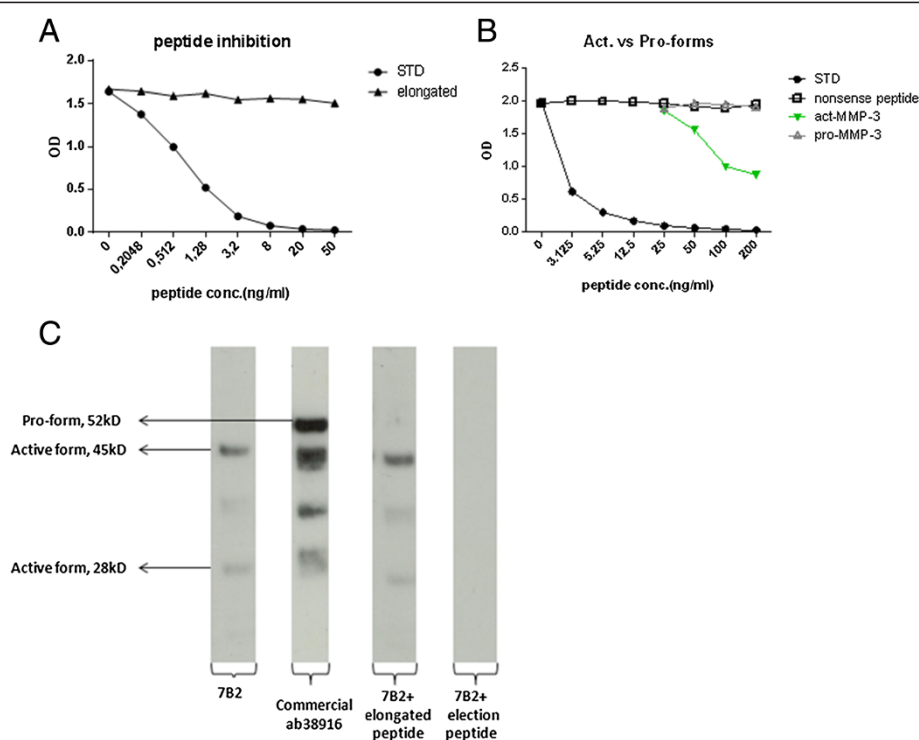 A
peptide inhibition
2.0
1.5
1.0
0.5
0.0
OD
0
0,2048
0,512
1,28
3,2
8
20
50
peptide conc.(ng/ml)
STD
elongated
B
Act. vs Pro-forms
2.5
2.0
1.5
1.0
0.5
0.0
OD
0
3.125
5.25
12.5
25
50
100
200
peptide conc.(ng/ml)
STD
nonsense peptide
act-MMP-3
pro-MMP-3
C
Pro-form, 52kD
Active form, 45kD
Active form, 28kD
7B2
Commercial
ab38916
7B2+
elongated
peptide
7B2+
election
peptide